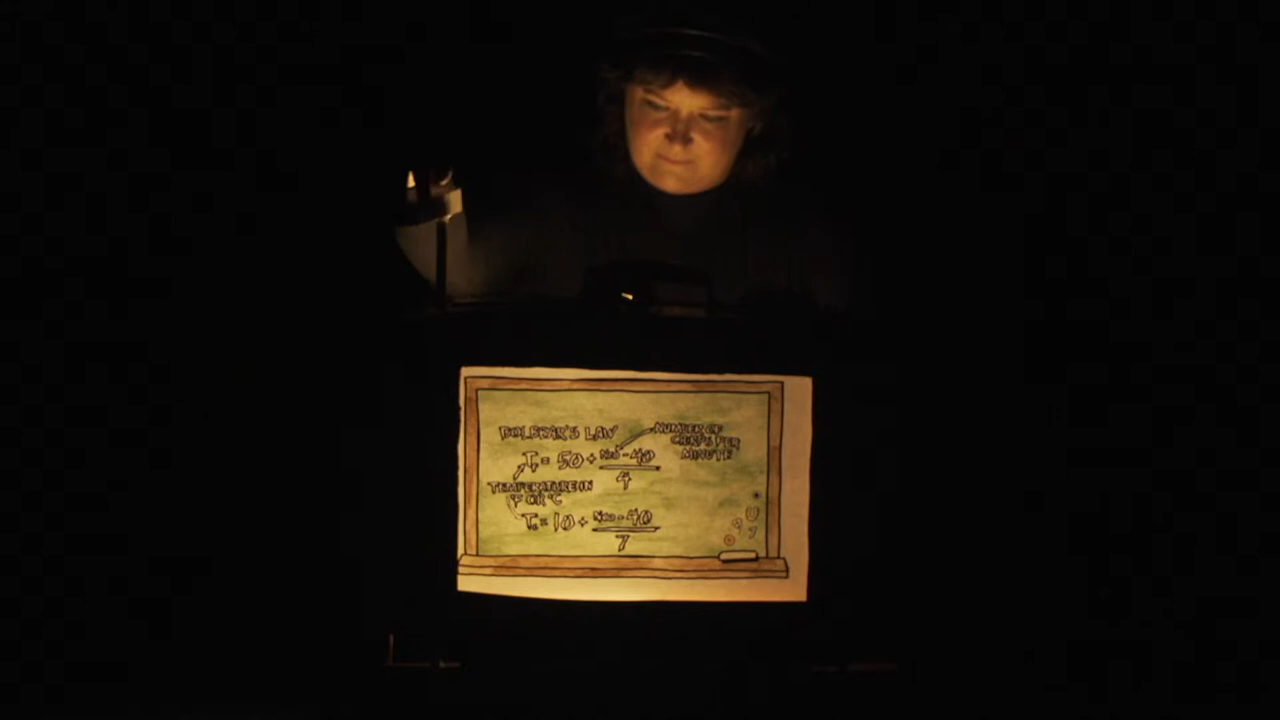 DOLBEAR'S LAW
NUMBER OF
CHIRPS PER
MINUTE
T = 50 + N60 - 40
4
TEMPERATURE IN
°F OR °C
Tc = 10 + N60 - 40
7